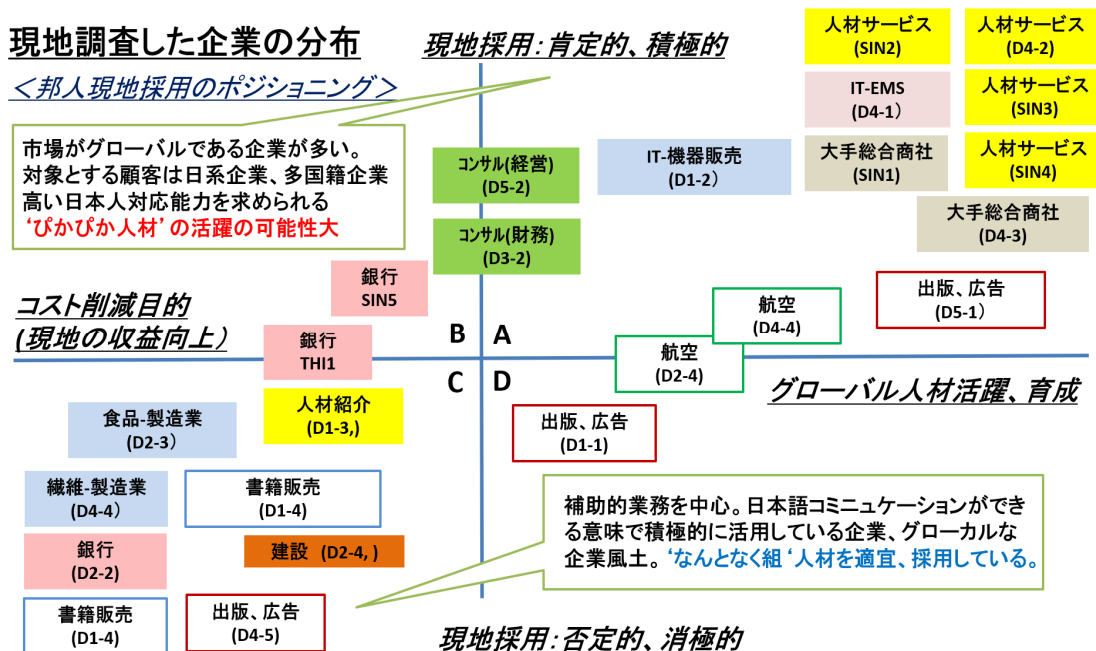 現地調査した企業の分布
＜邦人現地採用のポジショニング＞
現地採用：肯定的、積極的
市場がグローバルである企業が多い。
対象とする顧客は日系企業、多国籍企業
高い日本人対応能力を求められる
‘ぴかぴか人材’の活躍の可能性大
人材サービス
(SIN2)
人材サービス
(D4-2)
IT-EMS
(D4-1)
人材サービス
(SIN3)
大手総合商社
(SIN1)
人材サービス
(SIN4)
大手総合商社
(D4-3)
IT-機器販売
(D1-2）
コンサル(経営)
(D5-2)
コンサル(財務)
(D3-2)
銀行
SIN5
銀行
THI1
コスト削減目的
(現地の収益向上）
B
A
C
D
航空
(D4-4)
航空
(D2-4)
出版、広告
(D5-1）
グローバル人材活躍、育成
出版、広告
(D1-1)
人材紹介
(D1-3,)
食品-製造業
(D2-3）
繊維-製造業
(D4-4）
書籍販売
(D1-4)
銀行
(D2-2)
建設 (D2-4, )
書籍販売
(D1-4)
出版、広告
(D4-5)
補助的業務を中心。日本語コミニュケーションができ
る意味で積極的に活用している企業、グローカルな
企業風土。‘なんとなく組‘人材を適宜、採用している。
現地採用：否定的、消極的